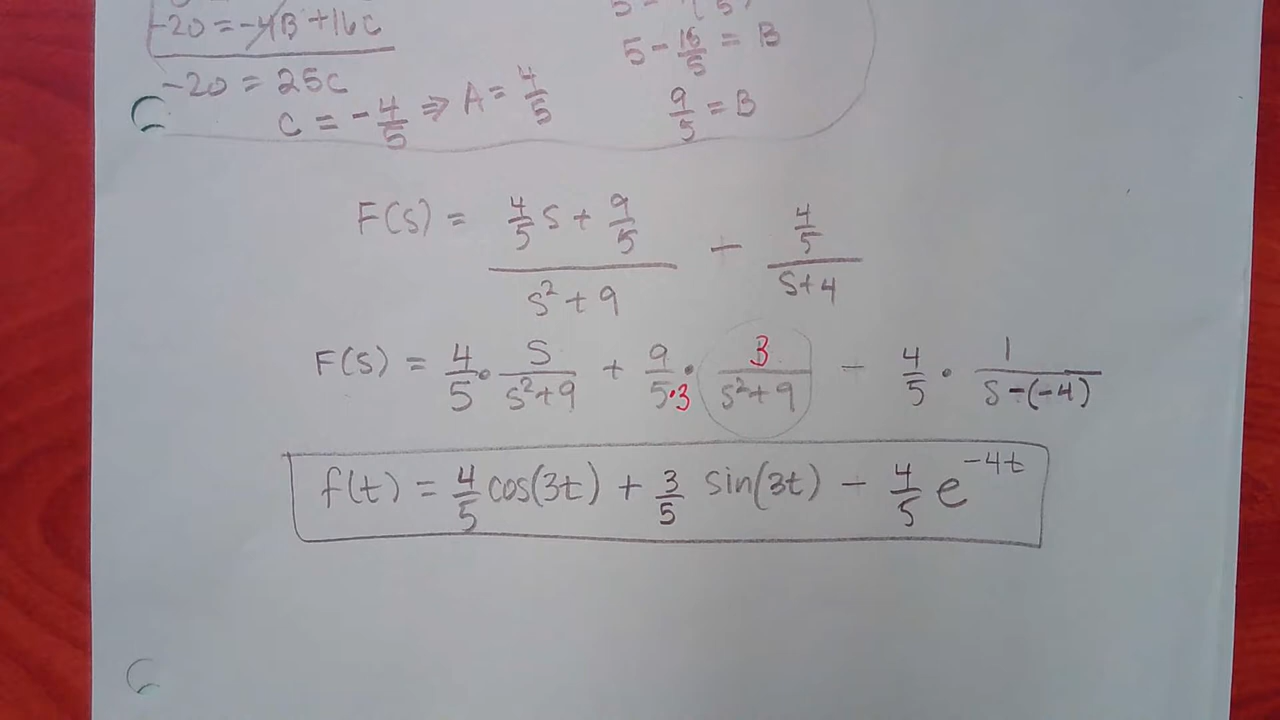 -20 = -4B + 16C
-20 = 25C
C = -4/5 ⇒ A = 4/5
5 - 16/5 = B
9/5 = B
F(s) = (4/5 s + 9/5)/(s² + 9) - (4/5)/(s+4)
F(s) = 4/5 · s/(s²+9) + 9/(5·3) · 3/(s²+9) - 4/5 · 1/(s-(-4))
f(t) = 4/5 cos(3t) + 3/5 sin(3t) - 4/5 e^(-4t)